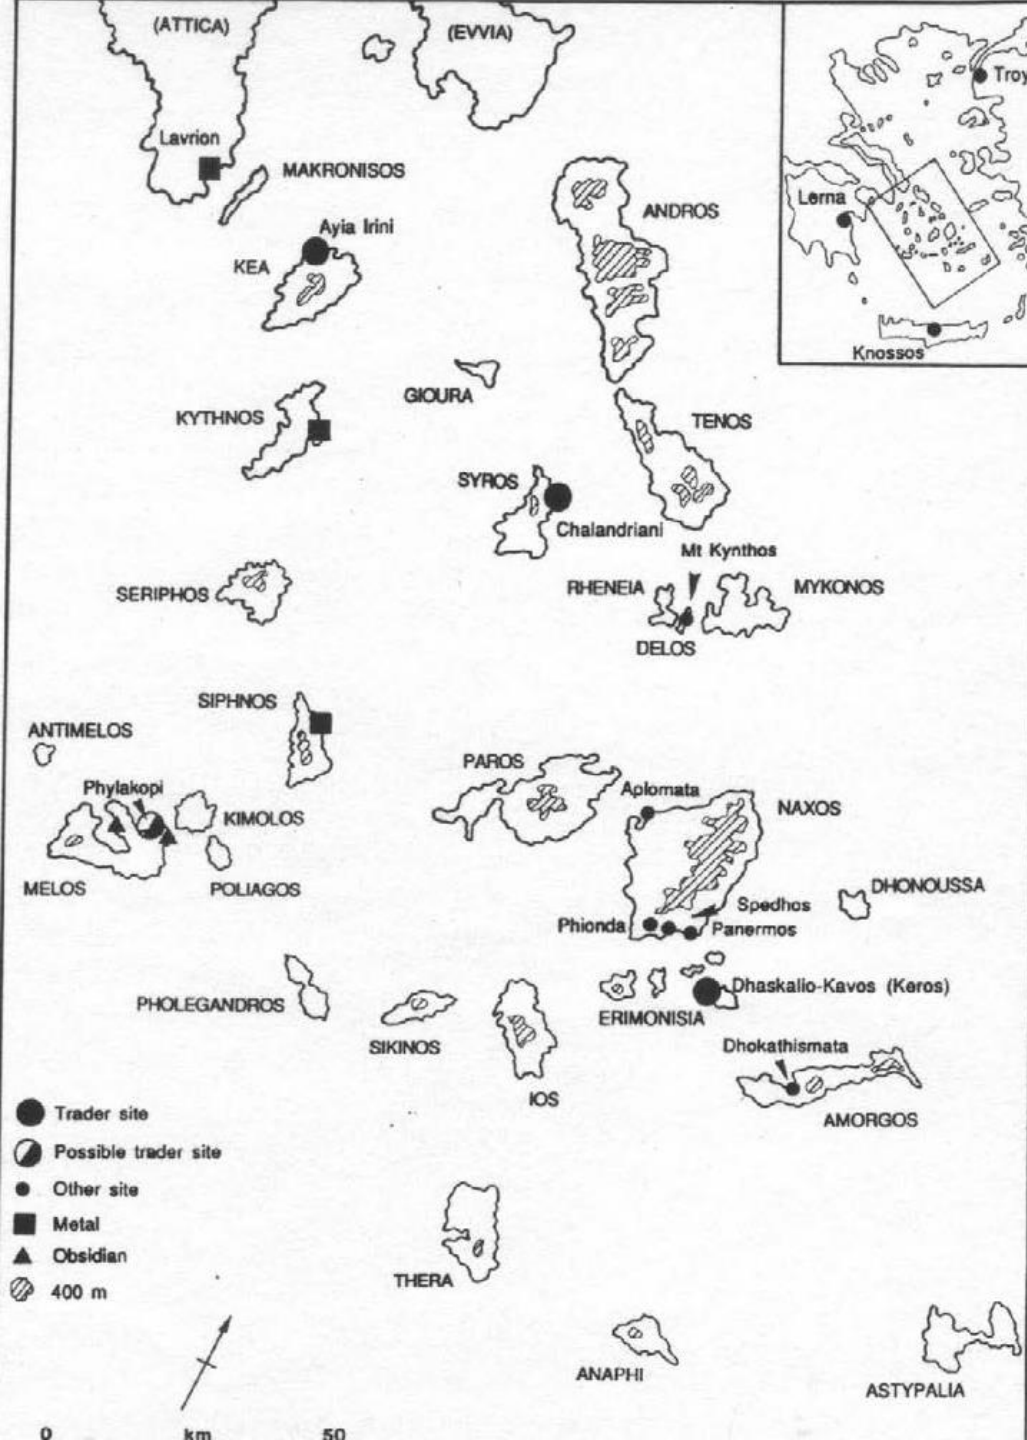 (ATTICA)
(EVVIA)
Troy
Lavrion
MAKRONISOS
Lerna
ANDROS
Ayia Irini
KEA
Knossos
GIOURA
KYTHNOS
TENOS
SYROS
Chalandriani
Mt Kynthos
SERIPHOS
RHENEIA
MYKONOS
DELOS
SIPHNOS
ANTIMELOS
PAROS
Phylakopi
Aplomata
NAXOS
KIMOLOS
MELOS
POLIAGOS
DHONOUSSA
Spedhos
Phionda
Panermos
Dhaskalio-Kavos (Keros)
PHOLEGANDROS
ERIMONISIA
SIKINOS
Dhokathismata
IOS
AMORGOS
Trader site
Possible trader site
Other site
Metal
Obsidian
400 m
THERA
ANAPHI
ASTYPALIA
0 km 50